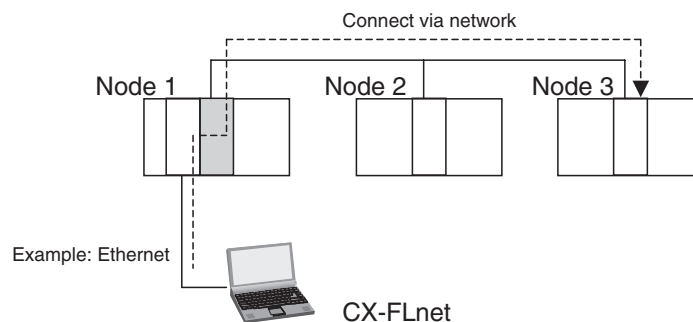 Connect via network
Node 1
Node 2
Node 3
Example: Ethernet
CX-FLnet